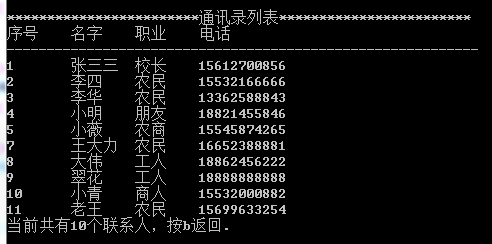 ************************通讯录列表************************
序号 名字 职业 电话
------------------------------------------------------------
1 张三三 校长 15612700856
2 李四 农民 15532166666
3 李华 农民 13362588843
4 小明 朋友 18821455846
5 小薇 农商 15545874265
7 王大力 农民 16652388881
8 大伟 工人 18862456222
9 翠花 工人 18888888888
10 小青 商人 15532000882
11 老王 农民 15699633254
当前共有10个联系人，按b返回.